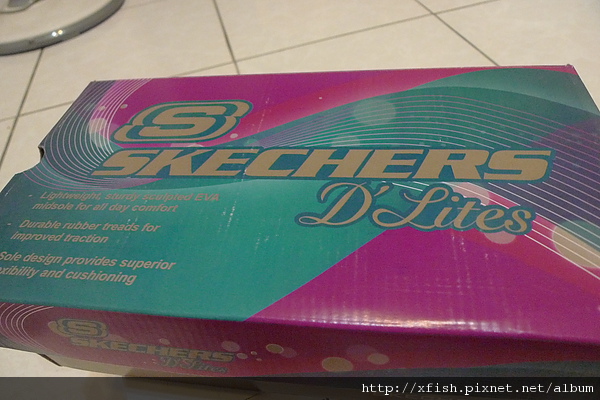 S
SKECHERS
D'Lites
- Lightweight, sturdy sculpted EVA
midsole for all day comfort
- Durable rubber treads for
improved traction
Sole design provides superior
flexibility and cushioning
S
SKECHERS
D'Lites
http://xfish.pixnet.net/album